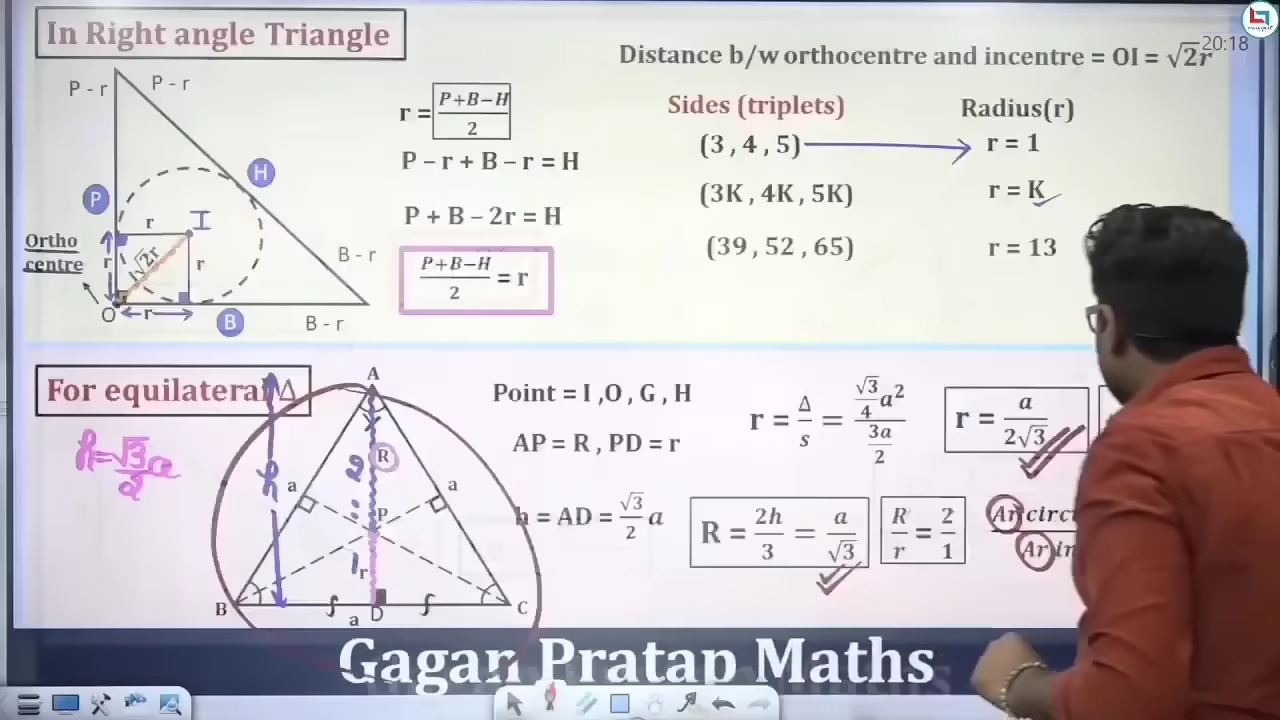 In Right angle Triangle
20:18
Distance b/w orthocentre and incentre = OI = √2r
P - r
P - r
r = P+B−H/2
P − r + B − r = H
P + B − 2r = H
P+B−H/2 = r
Sides (triplets)
Radius(r)
(3 , 4 , 5)
r = 1
(3K , 4K , 5K)
r = K
(39 , 52 , 65)
r = 13
H
P
r
I
Ortho
centre
r
√2r
r
B - r
O
r
B
B - r
For equilateral Δ
h = √3a/2
A
h
2 : 1
R
a
a
P
r
B
D
C
a
Point = I ,O , G , H
AP = R , PD = r
h = AD = √3/2 a
r = Δ/s = √3/4 a² / 3a/2
r = a/2√3
R = 2h/3 = a/√3
R/r = 2/1
Ar circu
Ar in
Gagan Pratap Maths